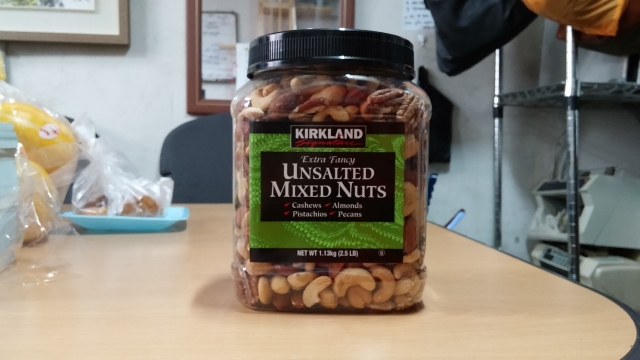 KIRKLAND
Signature
Extra Fancy
UNSALTED
MIXED NUTS
✓ Cashews ✓ Almonds
✓ Pistachios ✓ Pecans
NET WT 1.13kg (2.5 LB)